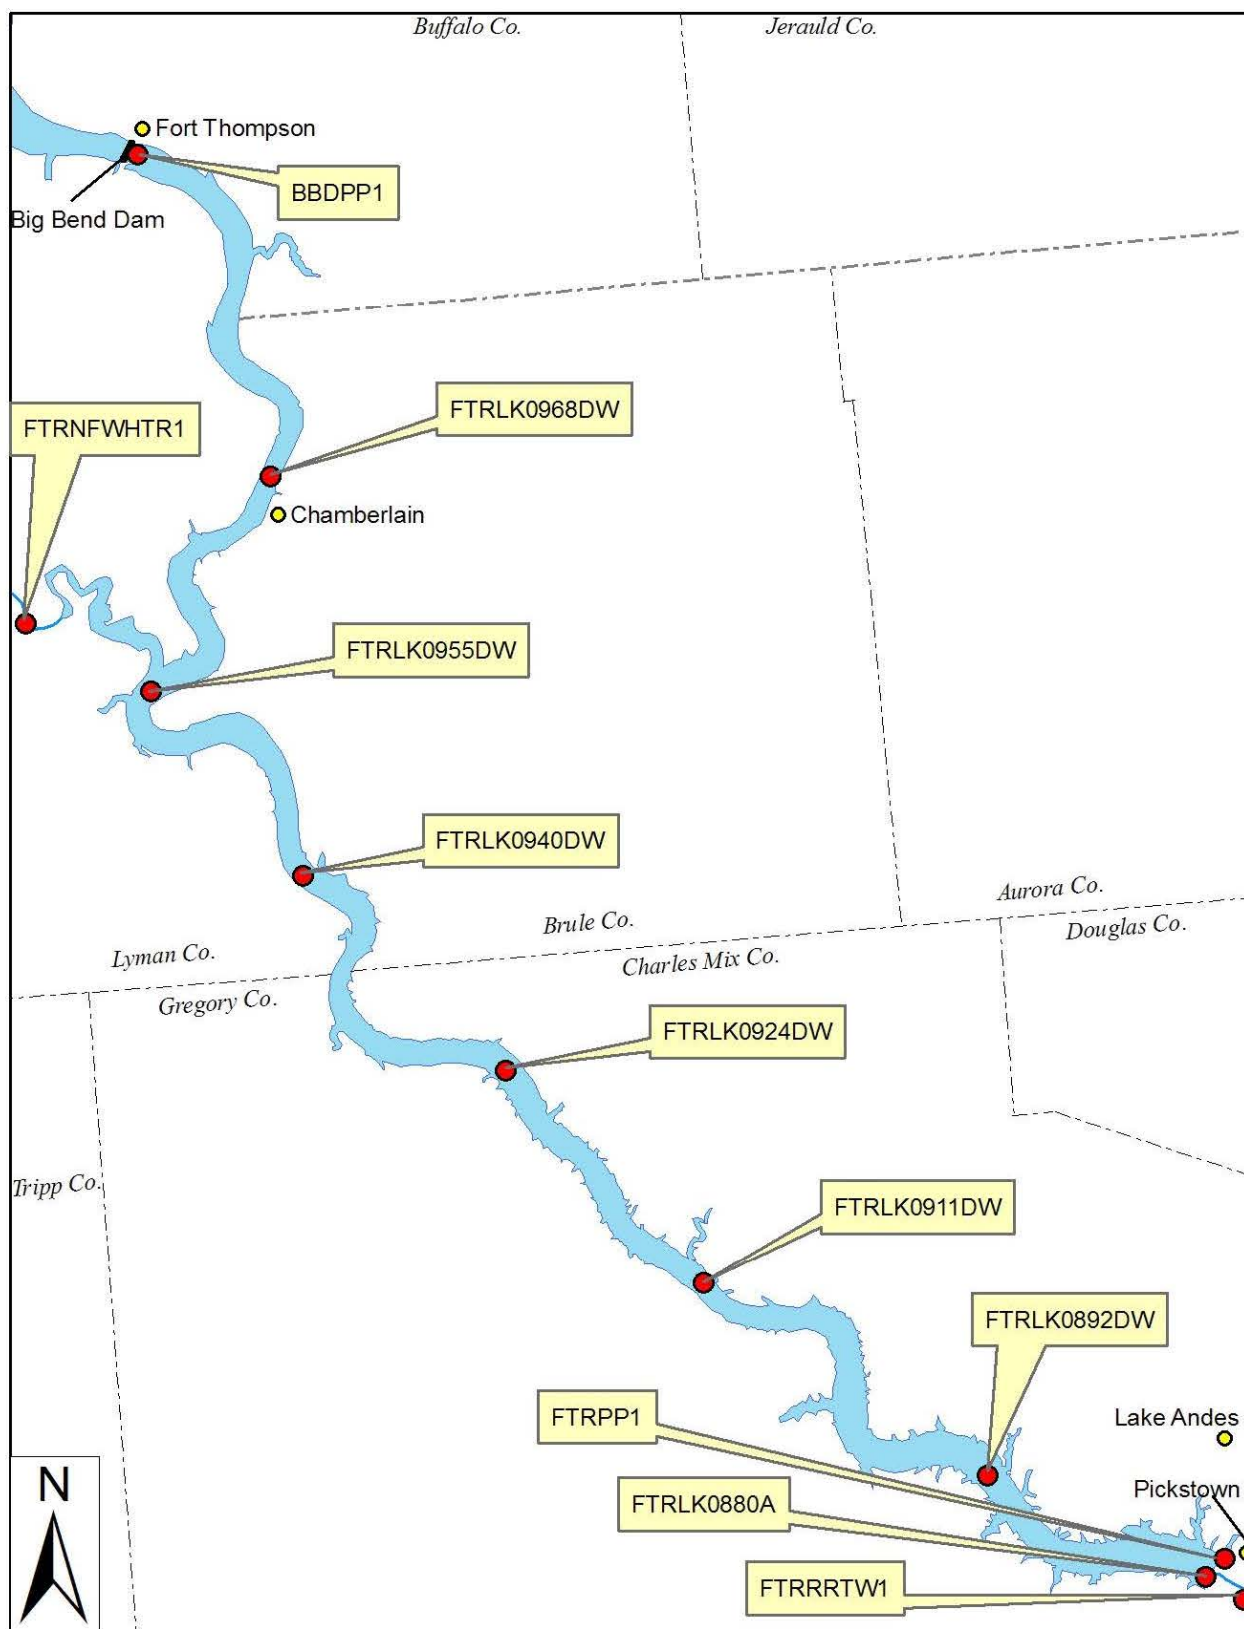 Buffalo Co.
Jerauld Co.
Fort Thompson
BBDPP1
Big Bend Dam
FTRLK0968DW
FTRNFWHTR1
Chamberlain
FTRLK0955DW
FTRLK0940DW
Aurora Co.
Brule Co.
Douglas Co.
Lyman Co.
Charles Mix Co.
Gregory Co.
FTRLK0924DW
Tripp Co.
FTRLK0911DW
FTRLK0892DW
FTRPP1
Lake Andes
N
Pickstown
FTRLK0880A
FTRRRTW1